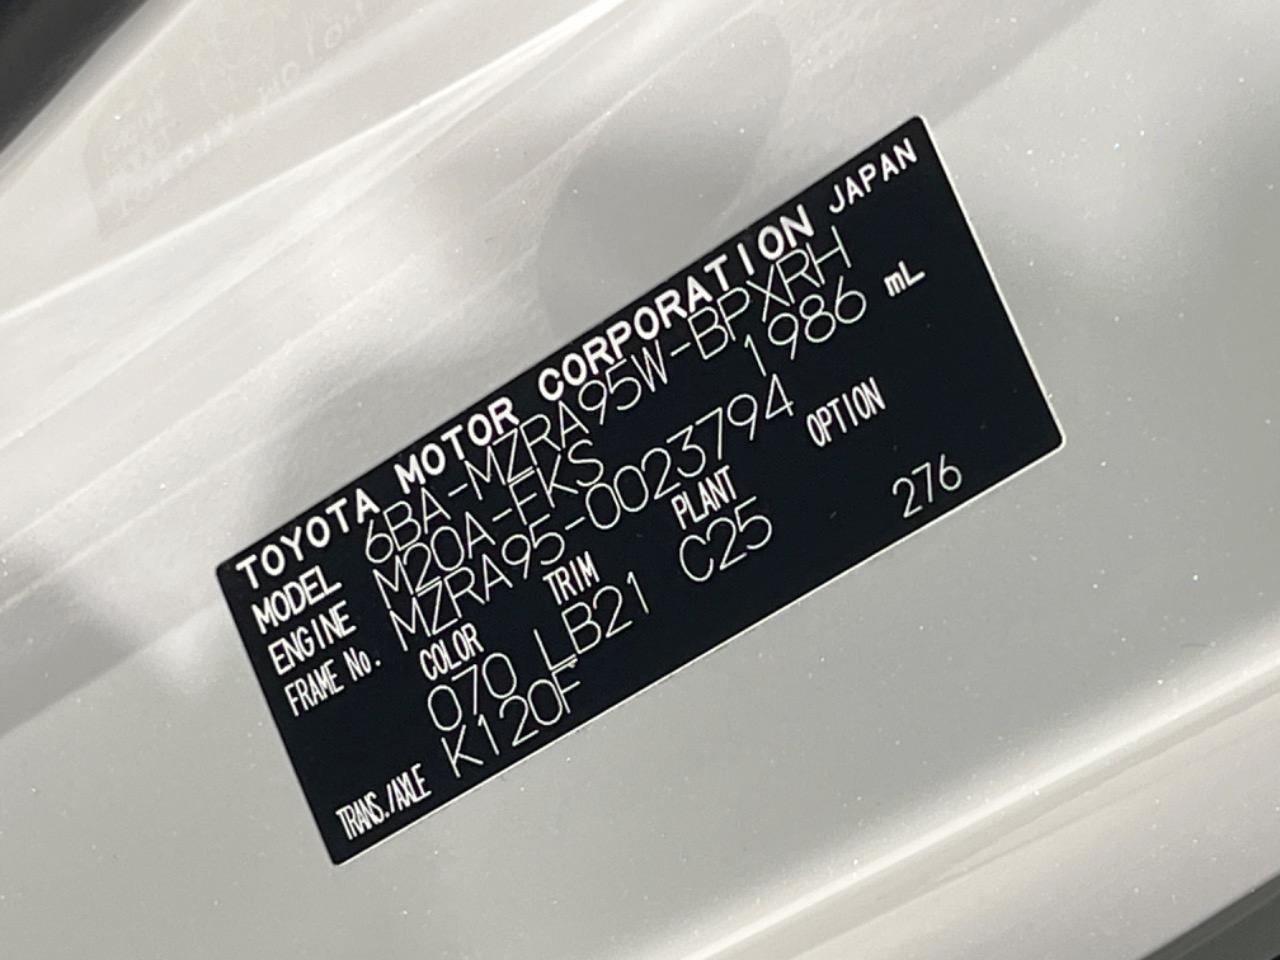 TOYOTA MOTOR CORPORATION JAPAN
MODEL 6BA-MZRA95W-BPXRH
ENGINE M20A-FKS 1986 mL
FRAME No. MZRA95-0023794
COLOR TRIM PLANT OPTION
070 LB21 C25 276
TRANS./AXLE K120F